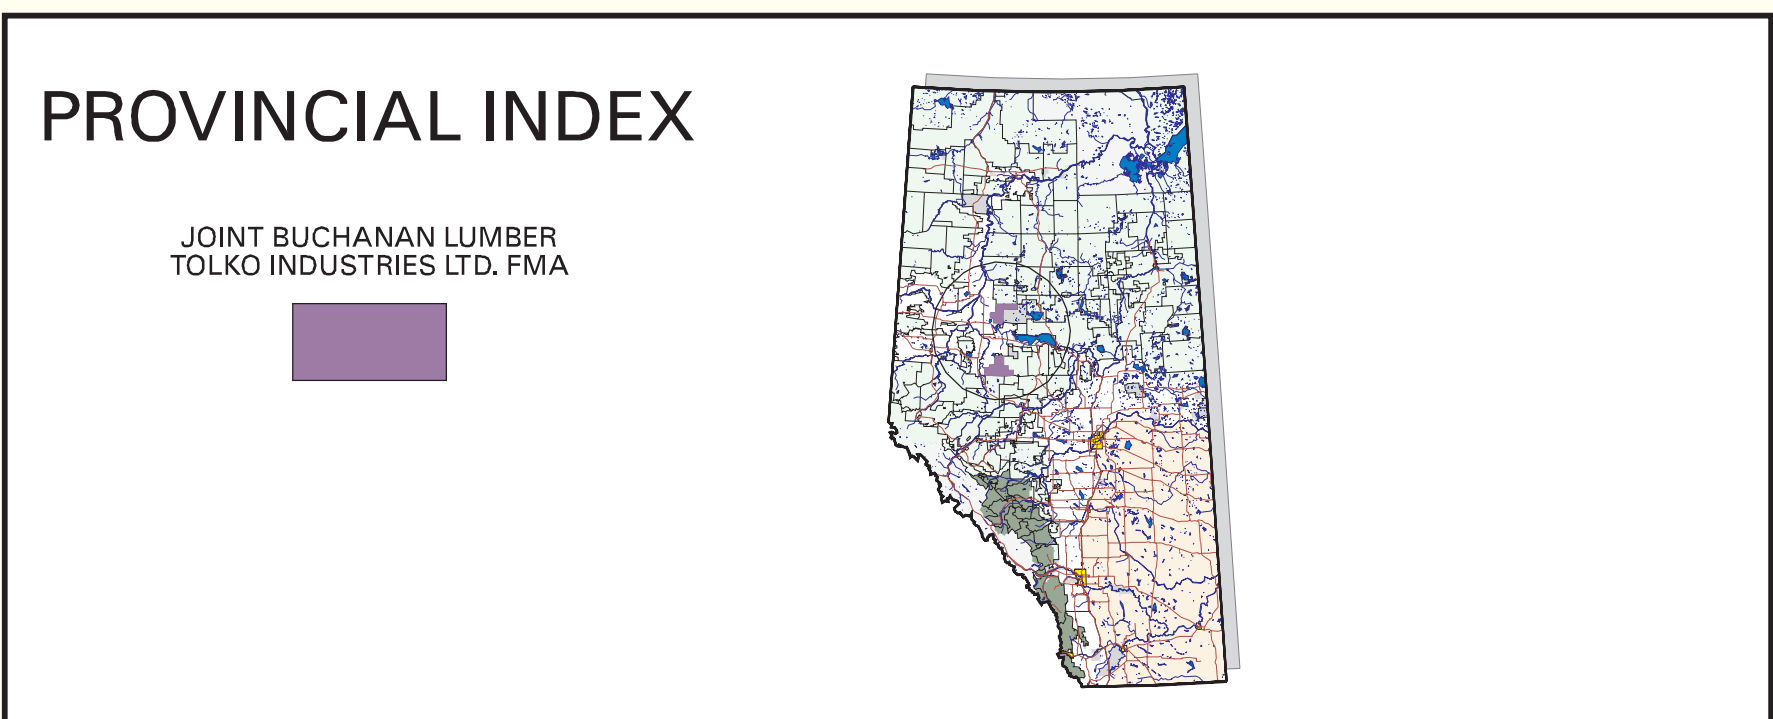 PROVINCIAL INDEX
JOINT BUCHANAN LUMBER
TOLKO INDUSTRIES LTD. FMA